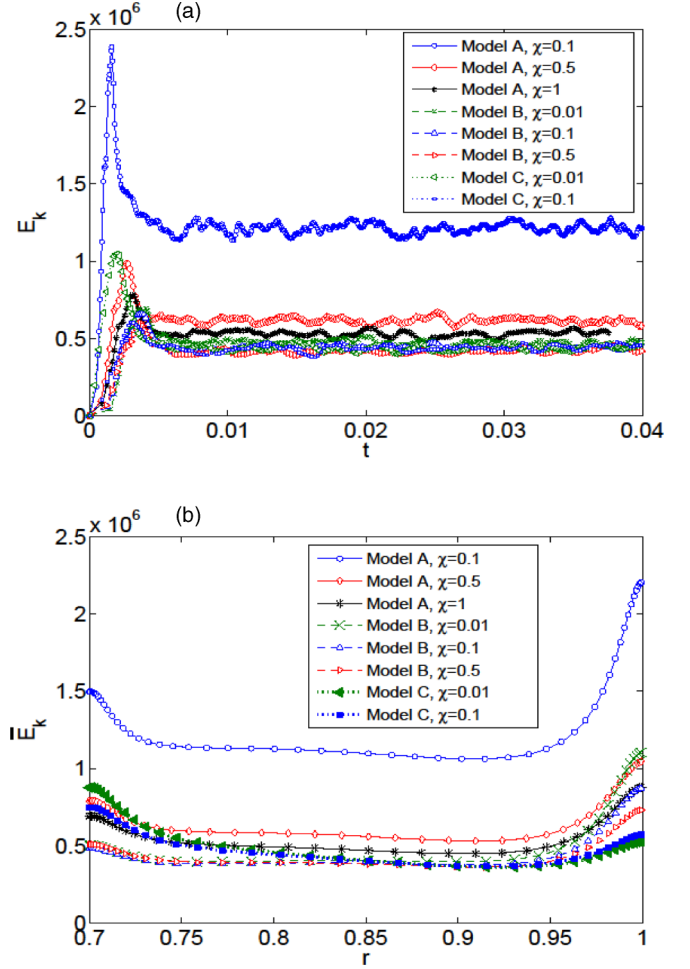 (a)
x 10^6
2.5
2
1.5
1
0.5
0
E_k
Model A, χ=0.1
Model A, χ=0.5
Model A, χ=1
Model B, χ=0.01
Model B, χ=0.1
Model B, χ=0.5
Model C, χ=0.01
Model C, χ=0.1
0 0.01 0.02 0.03 0.04
t
(b)
x 10^6
2.5
2
1.5
1
0.5
0
Ē_k
Model A, χ=0.1
Model A, χ=0.5
Model A, χ=1
Model B, χ=0.01
Model B, χ=0.1
Model B, χ=0.5
Model C, χ=0.01
Model C, χ=0.1
0.7 0.75 0.8 0.85 0.9 0.95 1
r